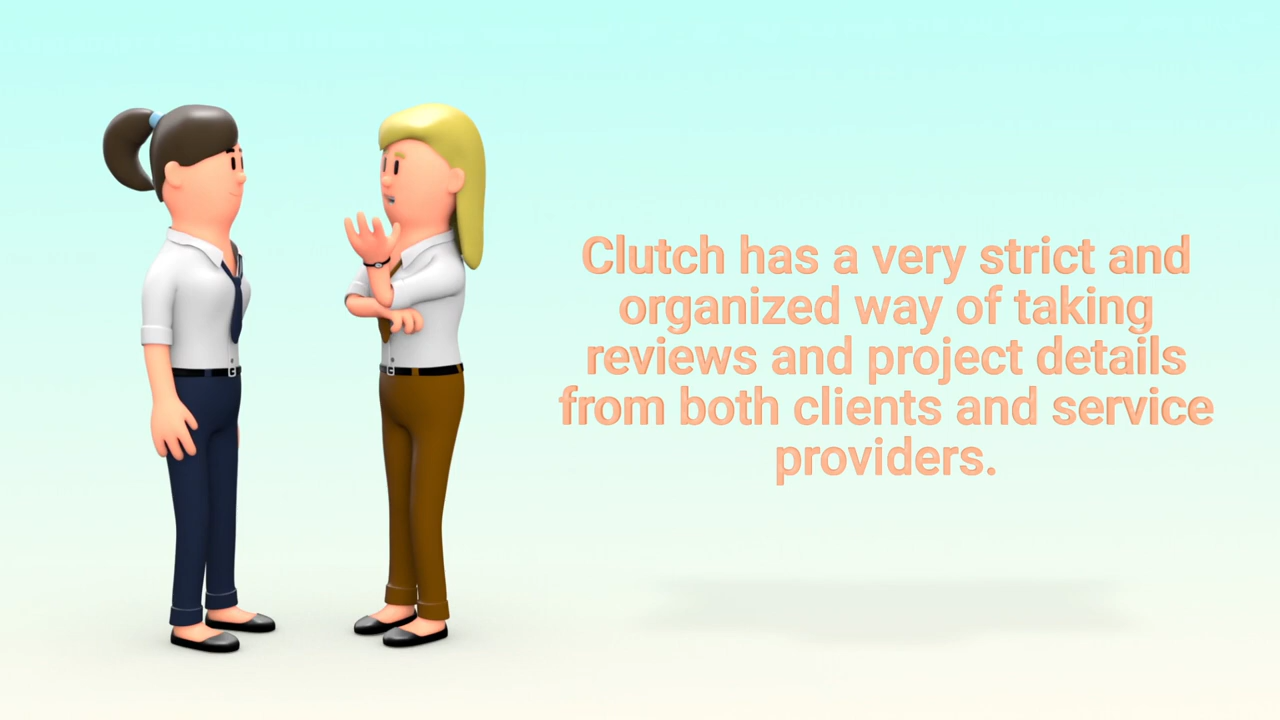 Clutch has a very strict and
organized way of taking
reviews and project details
from both clients and service
providers.